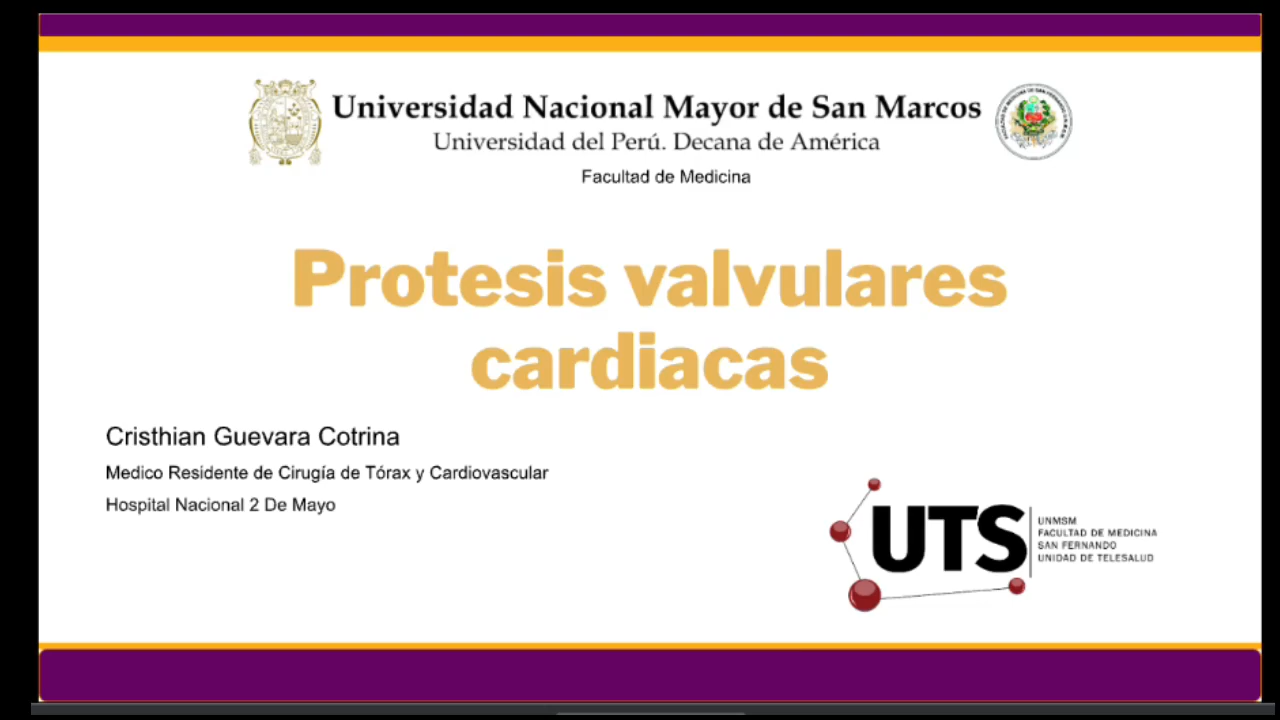 Universidad Nacional Mayor de San Marcos
Universidad del Perú. Decana de América
Facultad de Medicina
Protesis valvulares
cardiacas
Cristhian Guevara Cotrina
Medico Residente de Cirugía de Tórax y Cardiovascular
Hospital Nacional 2 De Mayo
UTS
UNMSM
FACULTAD DE MEDICINA
SAN FERNANDO
UNIDAD DE TELESALUD